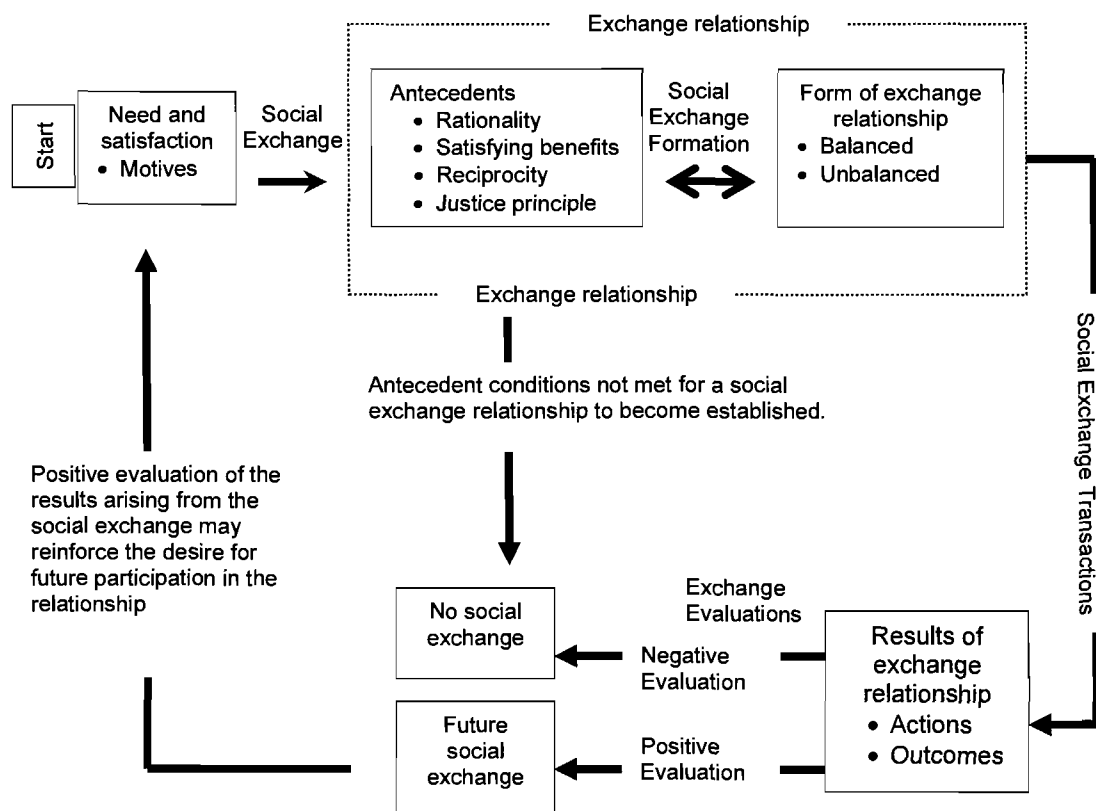 Exchange relationship
Start
Need and
satisfaction
• Motives
Social
Exchange
Antecedents
• Rationality
• Satisfying benefits
• Reciprocity
• Justice principle
Social
Exchange
Formation
Form of exchange
relationship
• Balanced
• Unbalanced
Exchange relationship
Social Exchange Transactions
Antecedent conditions not met for a social
exchange relationship to become established.
Positive evaluation of the
results arising from the
social exchange may
reinforce the desire for
future participation in the
relationship
No social
exchange
Exchange
Evaluations
Negative
Evaluation
Results of
exchange
relationship
• Actions
• Outcomes
Future
social
exchange
Positive
Evaluation